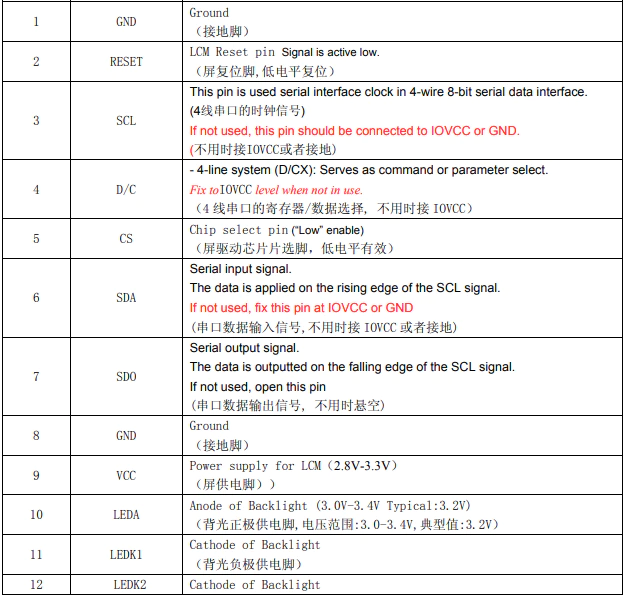 1 GND Ground
（接地脚）
2 RESET LCM Reset pin Signal is active low.
（屏复位脚,低电平复位）
3 SCL This pin is used serial interface clock in 4-wire 8-bit serial data interface.
(4线串口的时钟信号)
If not used, this pin should be connected to IOVCC or GND.
(不用时接IOVCC或者接地)
4 D/C - 4-line system (D/CX): Serves as command or parameter select.
Fix to IOVCC level when not in use.
（4 线串口的寄存器/数据选择, 不用时接 IOVCC）
5 CS Chip select pin (“Low” enable)
（屏驱动芯片片选脚，低电平有效）
6 SDA Serial input signal.
The data is applied on the rising edge of the SCL signal.
If not used, fix this pin at IOVCC or GND
(串口数据输入信号,不用时接 IOVCC 或者接地)
7 SDO Serial output signal.
The data is outputted on the falling edge of the SCL signal.
If not used, open this pin
(串口数据输出信号, 不用时悬空)
8 GND Ground
（接地脚）
9 VCC Power supply for LCM（2.8V-3.3V）
（屏供电脚））
10 LEDA Anode of Backlight (3.0V-3.4V Typical:3.2V)
（背光正极供电脚,电压范围:3.0-3.4V,典型值:3.2V）
11 LEDK1 Cathode of Backlight
（背光负极供电脚）
12 LEDK2 Cathode of Backlight